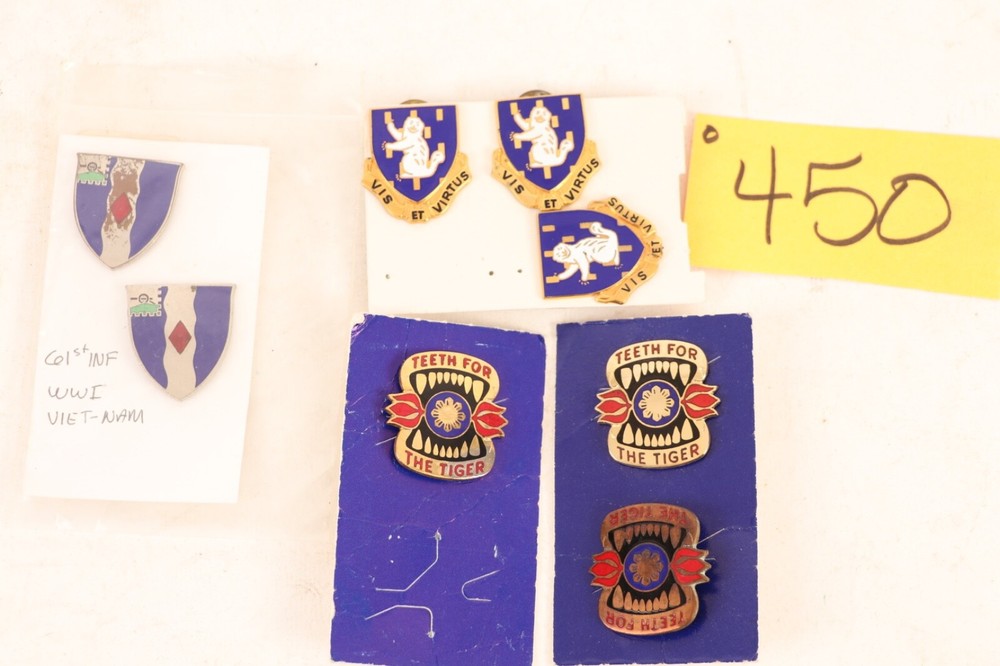 450
VIS ET VIRTUS
VIS ET VIRTUS
VIS ET VIRTUS
61st INF
WWI
VIET-NAM
TEETH FOR
THE TIGER
TEETH FOR
THE TIGER
TEETH FOR
THE TIGER